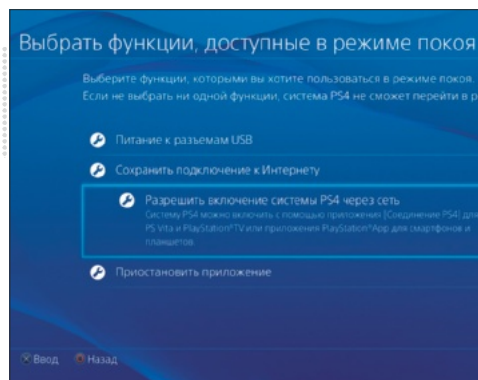 Выбрать функции, доступные в режиме покоя
Выберите функции, которыми вы хотите пользоваться в режиме покоя.
Если не выбрать ни одной функции, система PS4 не сможет перейти в р
Питание к разъемам USB
Сохранить подключение к Интернету
Разрешить включение системы PS4 через сеть
Систему PS4 можно включить с помощью приложения [Соединение PS4] для
PS Vita и PlayStation®TV или приложения PlayStation®App для смартфонов и
планшетов.
Приостановить приложение
Ввод Назад